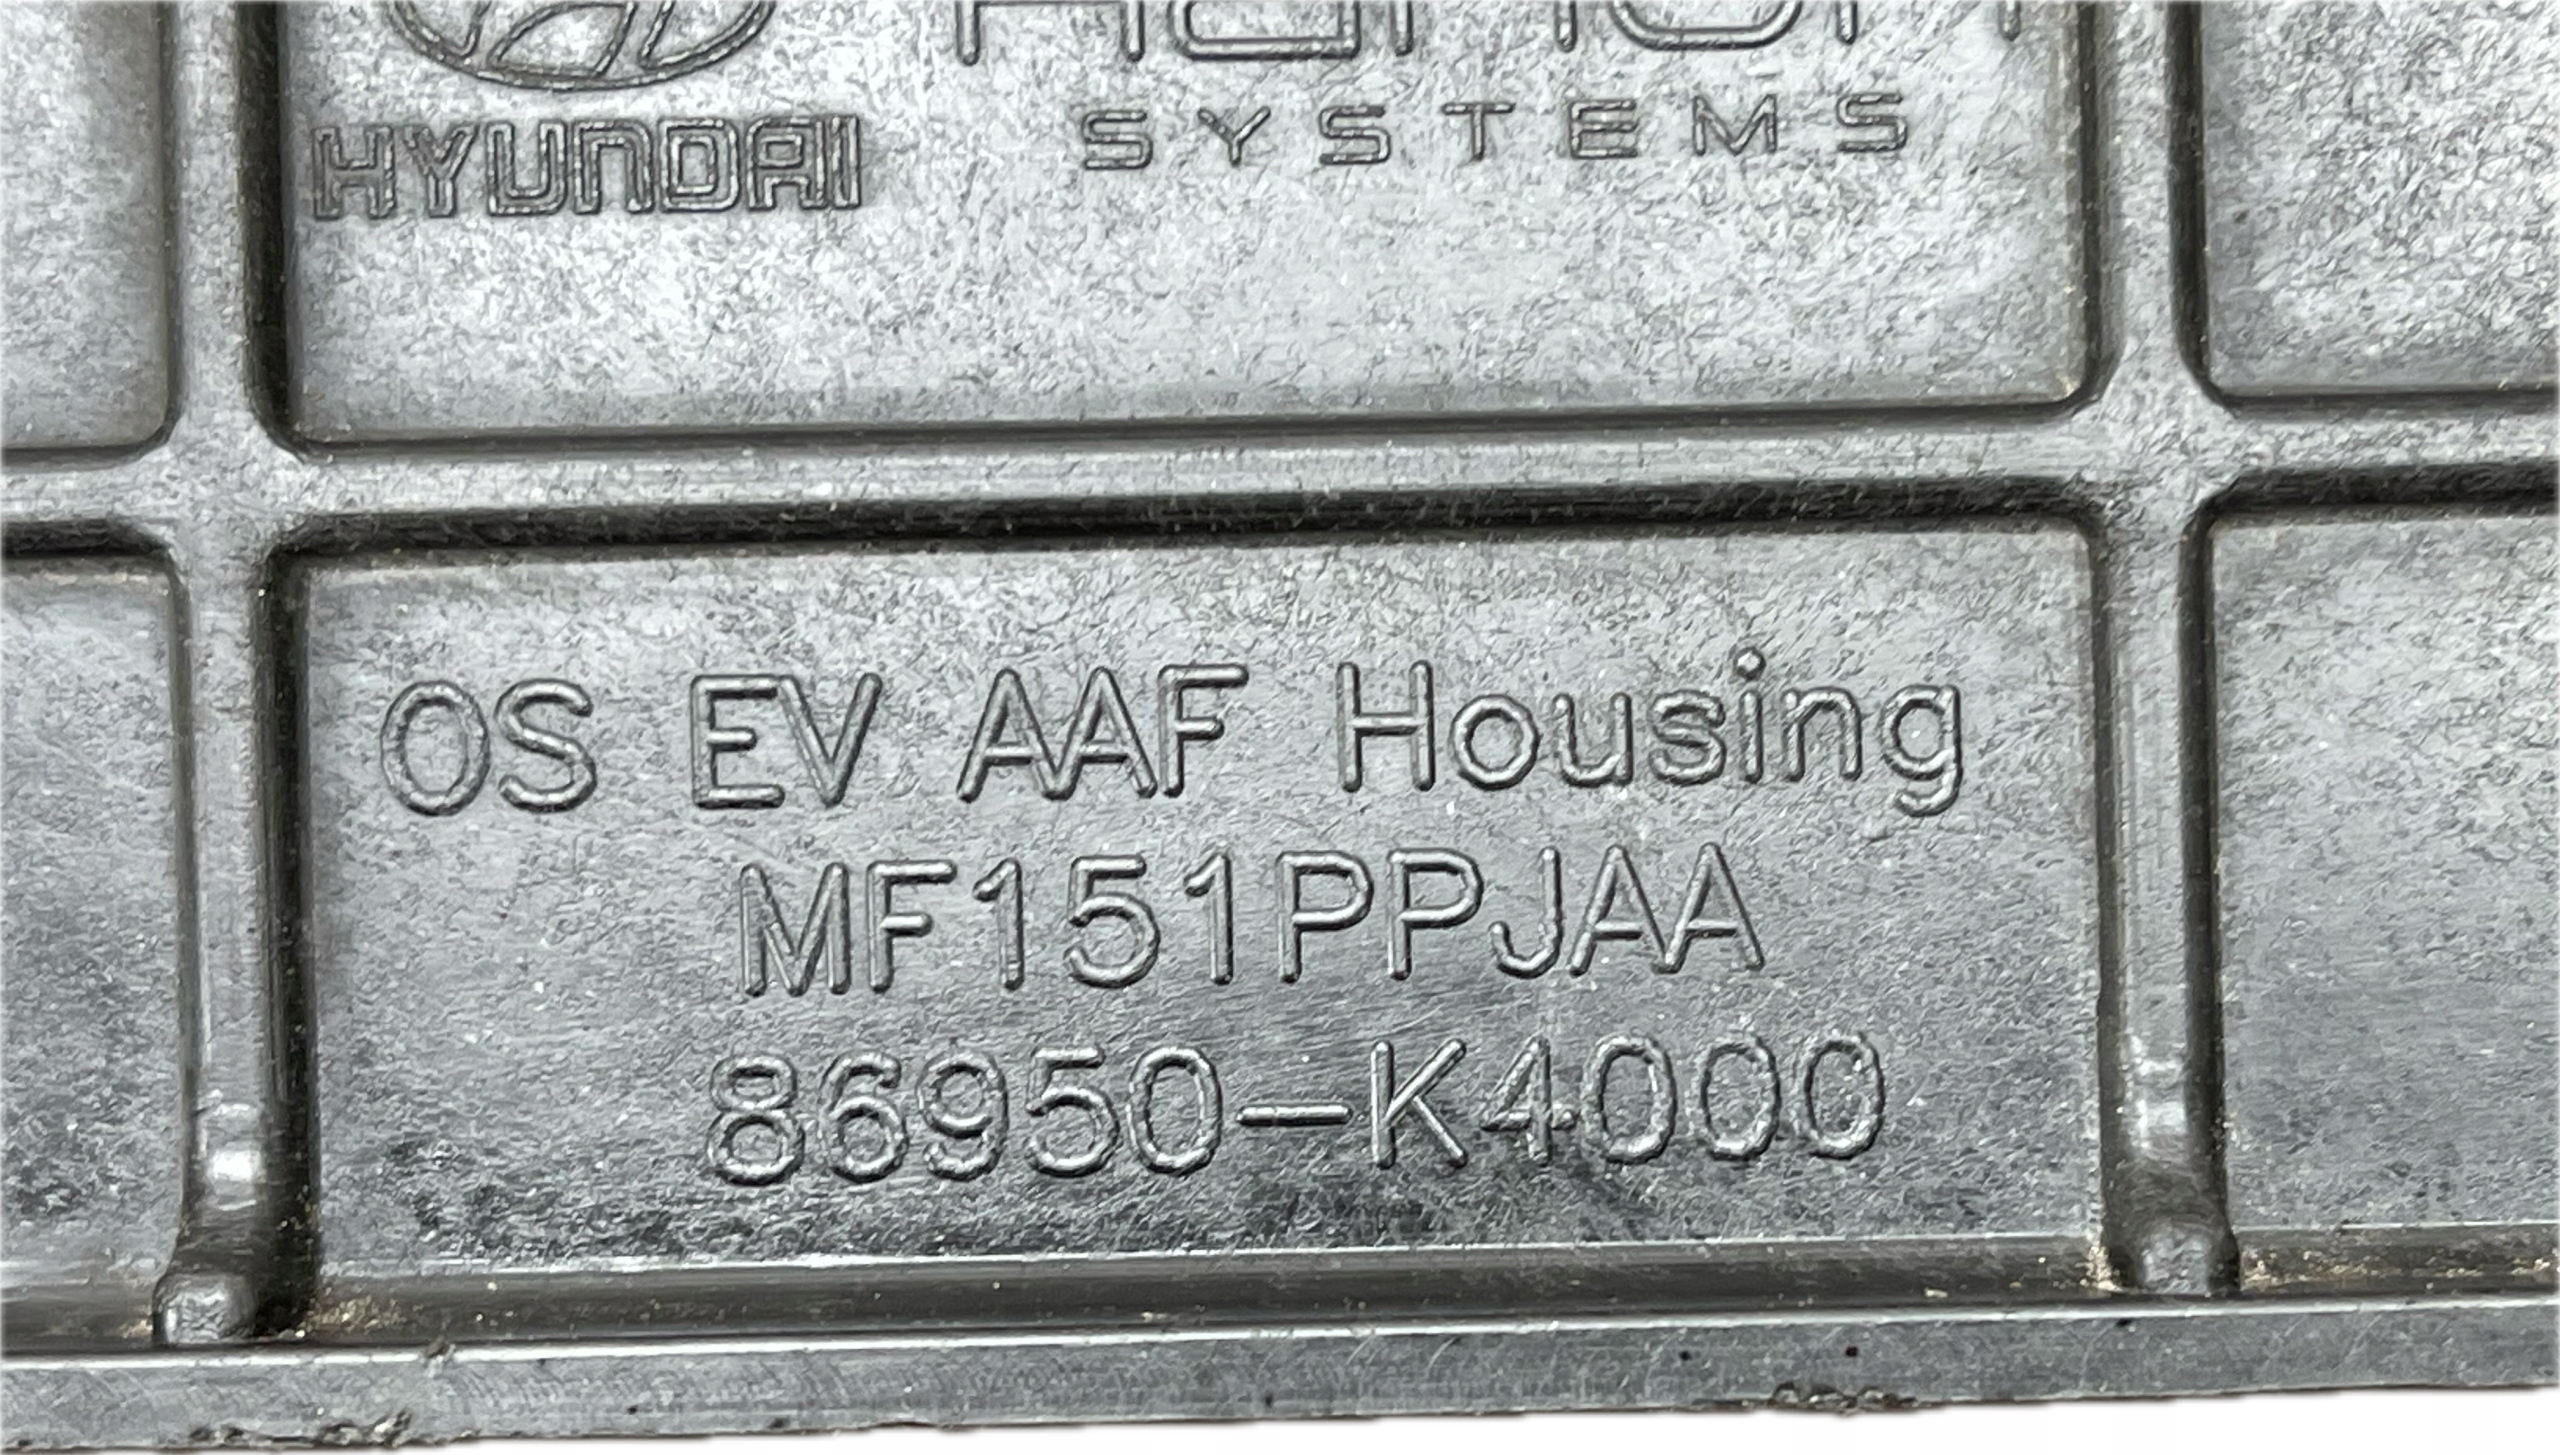 HYUNDAI
SYSTEMS
OS EV AAF Housing
MF151PPJAA
86950-K4000